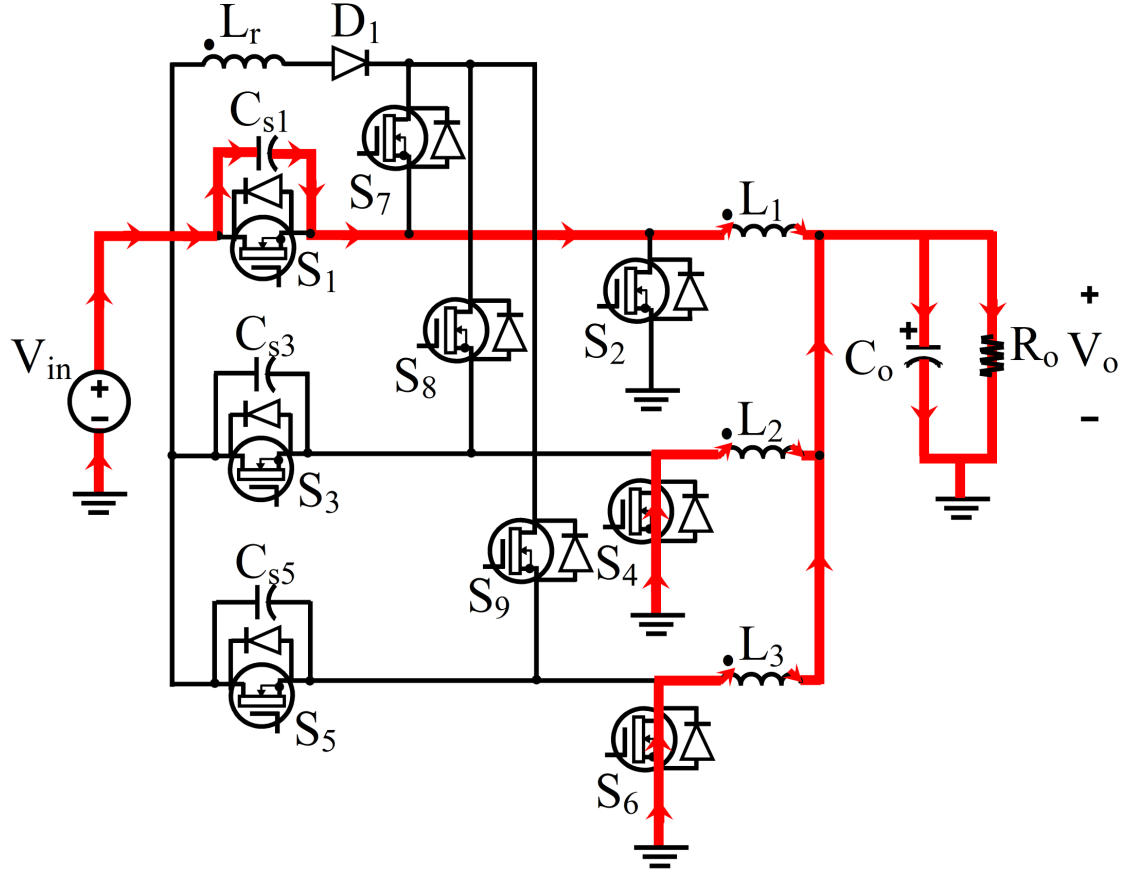 Lr D1
Cs1
S7
L1
S1
S2
Cs3
S8
Vin
+
−
+
Co
Ro
+
Vo
−
L2
S3
S4
Cs5
S9
L3
S5
S6